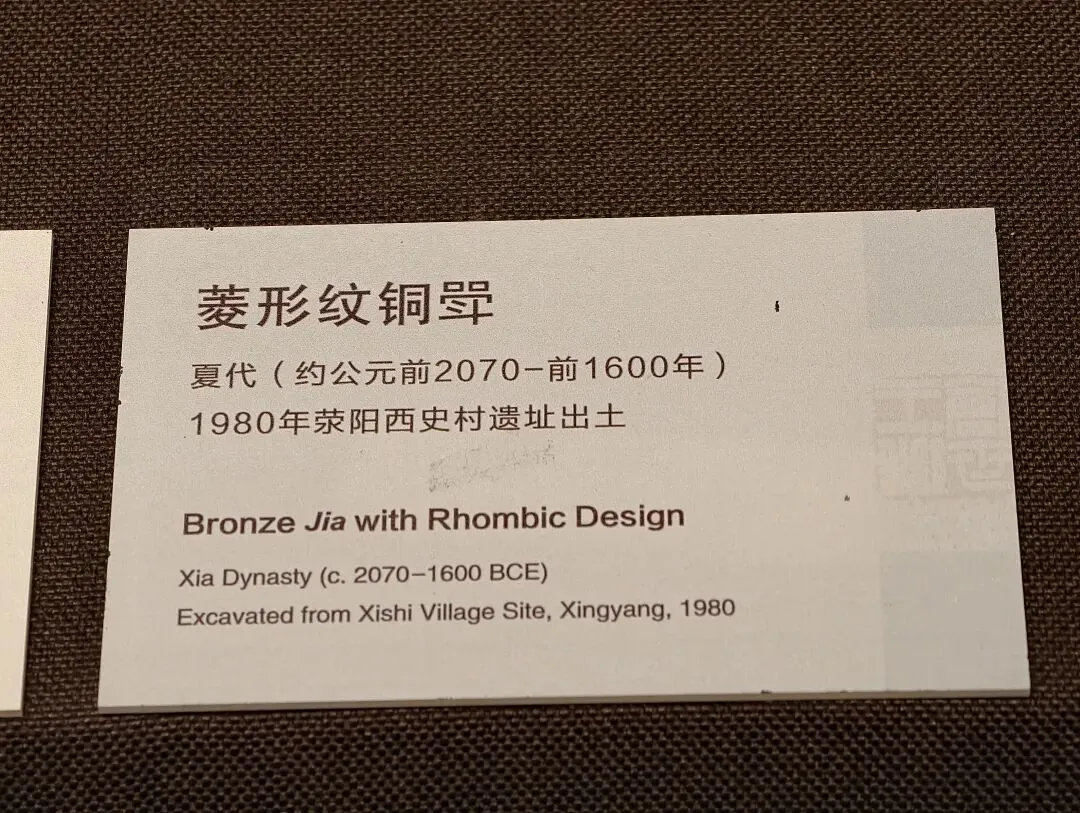 菱形纹铜斝
夏代（约公元前2070-前1600年）
1980年荥阳西史村遗址出土
Bronze Jia with Rhombic Design
Xia Dynasty (c. 2070-1600 BCE)
Excavated from Xishi Village Site, Xingyang, 1980